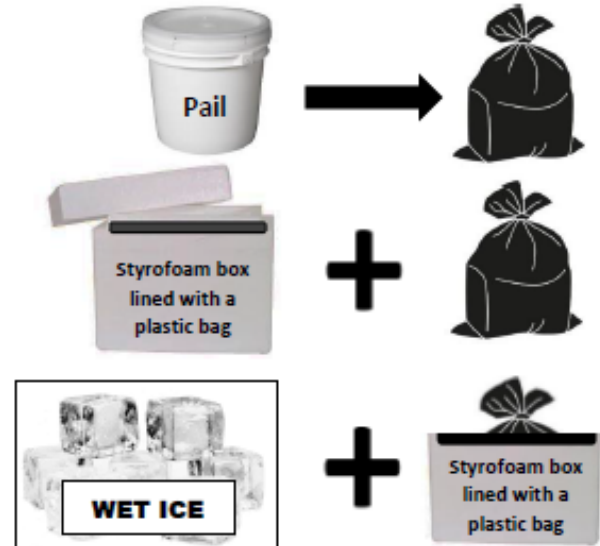 Pail
Styrofoam box
lined with a
plastic bag
WET ICE
Styrofoam box
lined with a
plastic bag